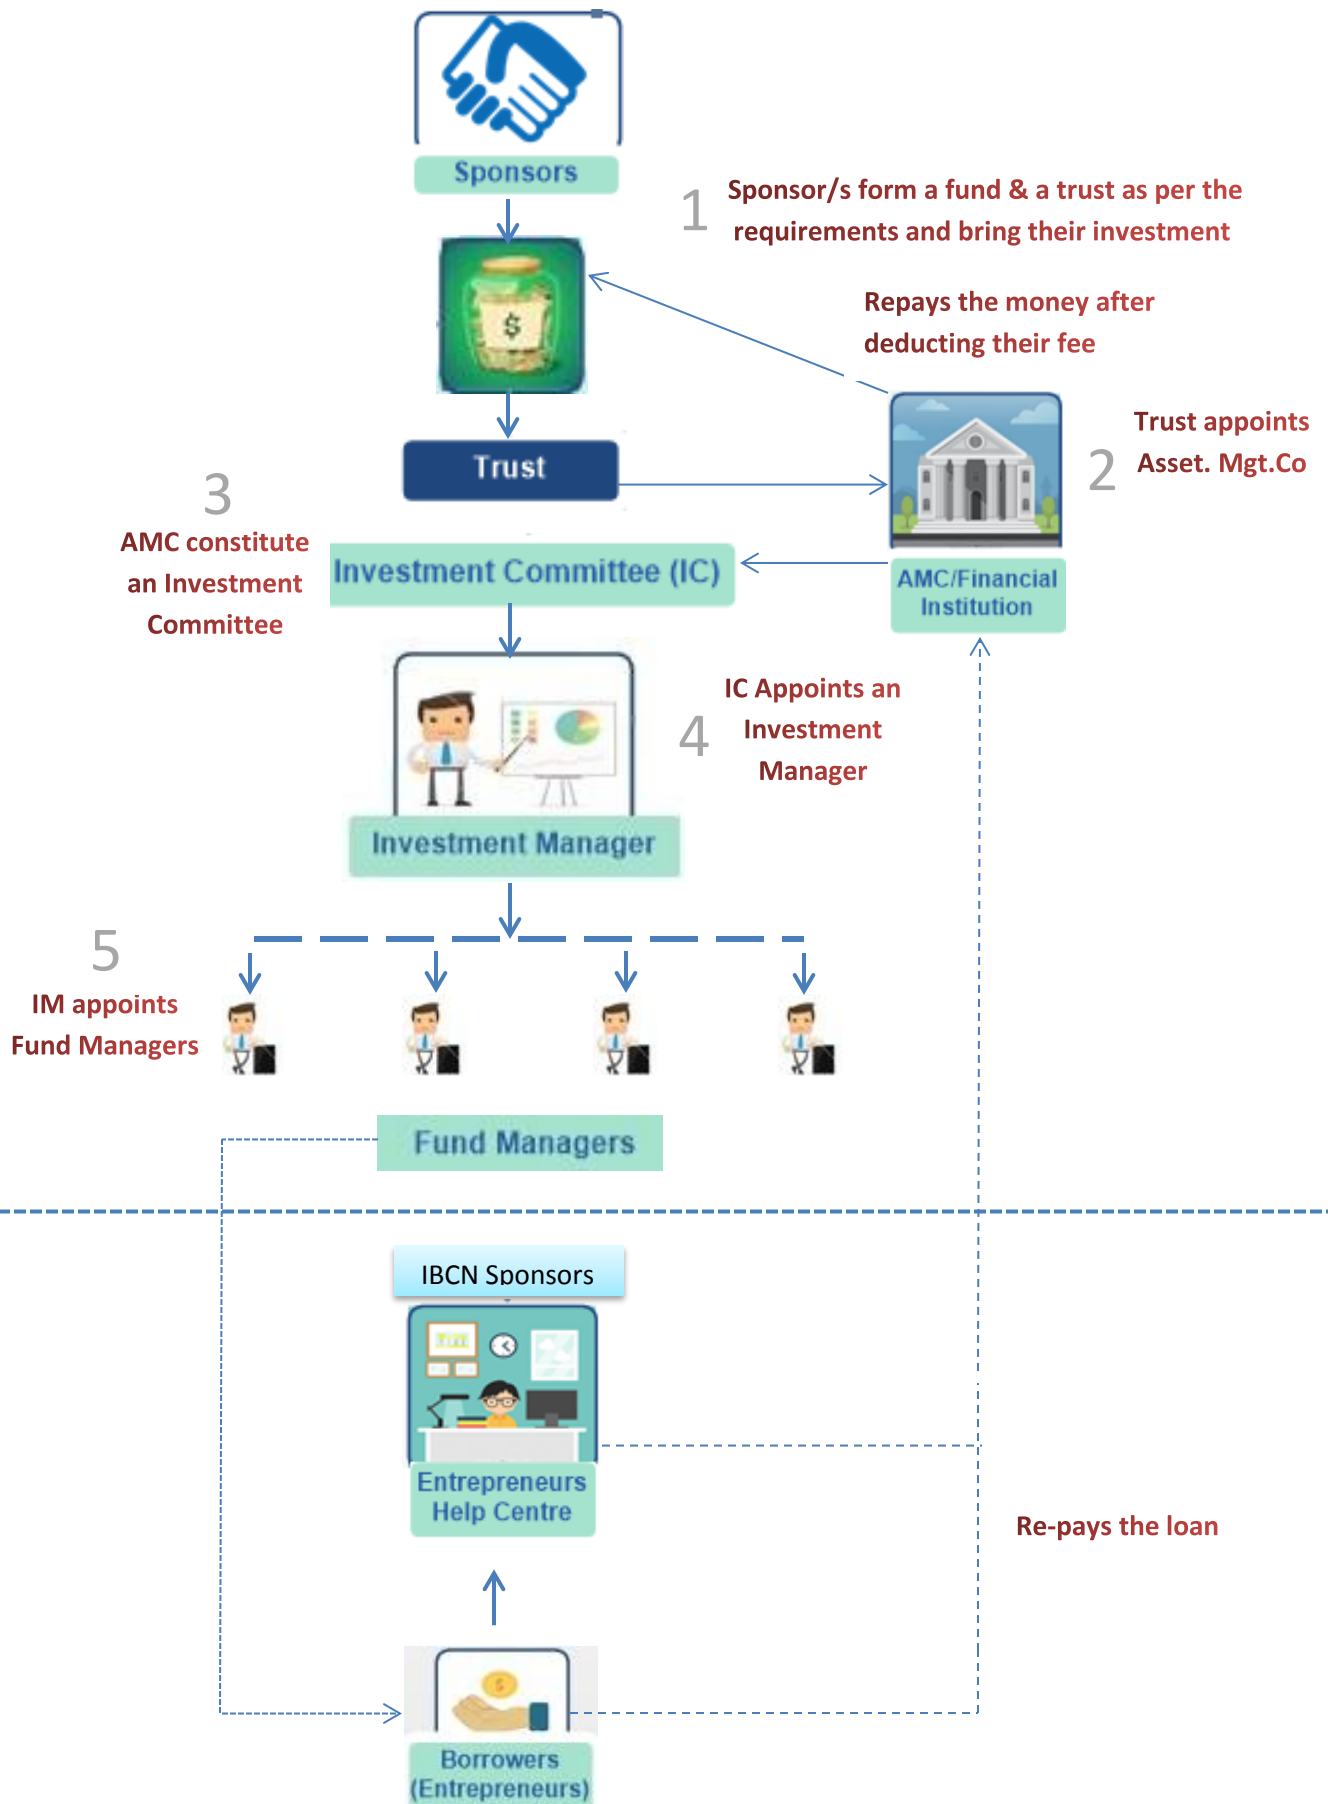 Sponsors
1
Sponsor/s form a fund & a trust as per the
requirements and bring their investment
$
Repays the money after
deducting their fee
Trust
2
Trust appoints
Asset. Mgt.Co
3
AMC constitute
an Investment
Committee
Investment Committee (IC)
AMC/Financial
Institution
4
IC Appoints an
Investment
Manager
Investment Manager
5
IM appoints
Fund Managers
Fund Managers
IBCN Sponsors
Entrepreneurs
Help Centre
Re-pays the loan
$
Borrowers
(Entrepreneurs)